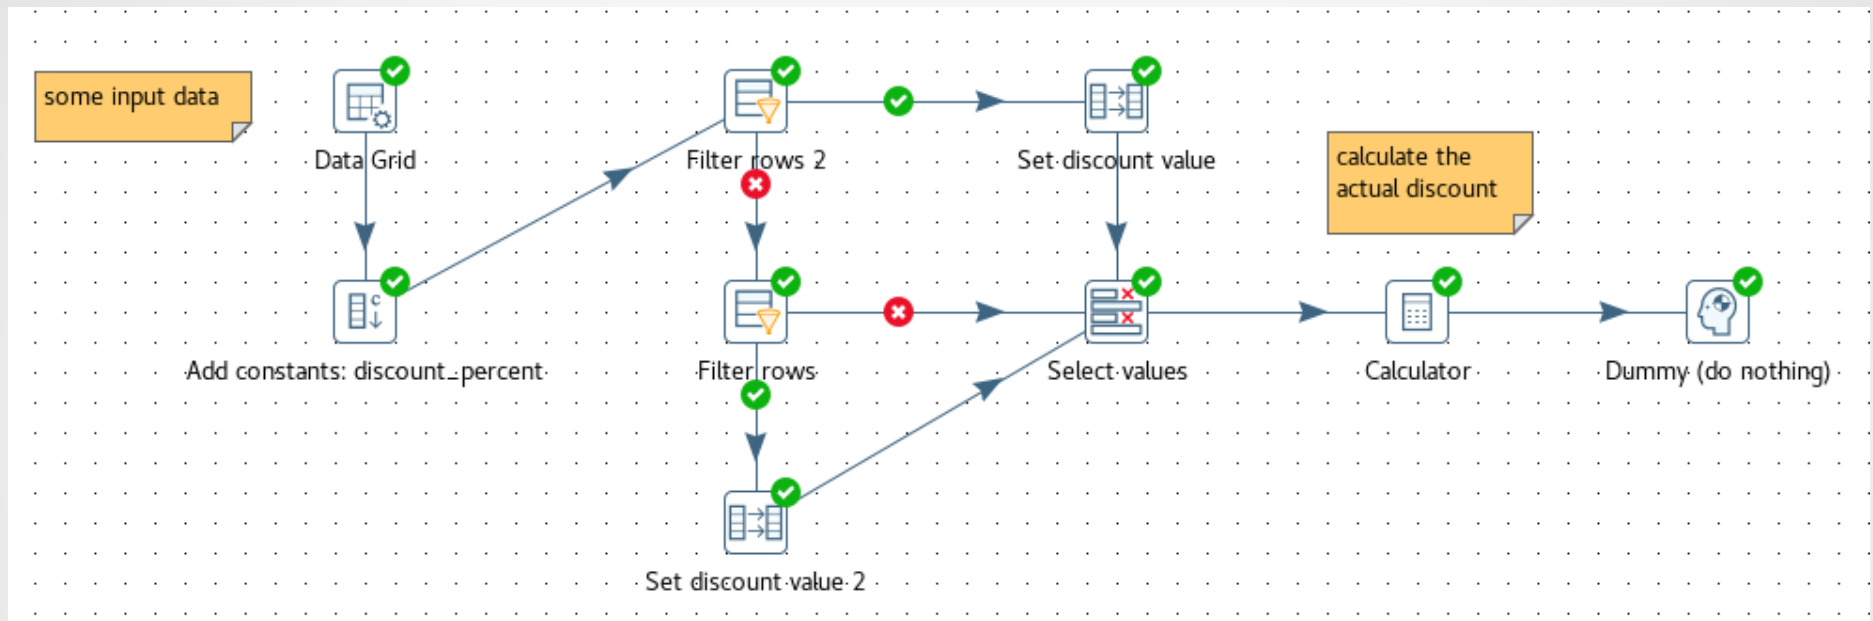 some input data
Data Grid
Filter rows 2
Set discount value
calculate the
actual discount
C
Add constants: discount_percent
Filter rows
Select values
Calculator
Dummy (do nothing)
Set discount value 2